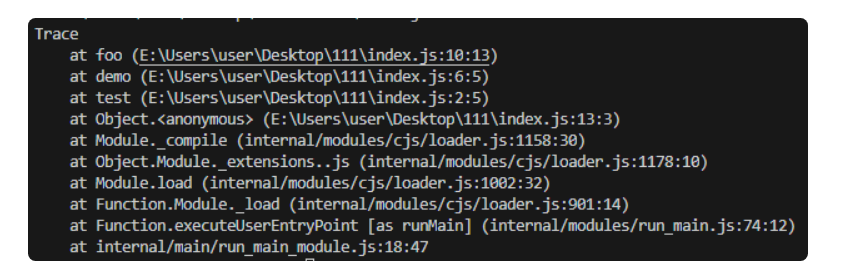 Trace
    at foo (E:\Users\user\Desktop\111\index.js:10:13)
    at demo (E:\Users\user\Desktop\111\index.js:6:5)
    at test (E:\Users\user\Desktop\111\index.js:2:5)
    at Object.<anonymous> (E:\Users\user\Desktop\111\index.js:13:3)
    at Module._compile (internal/modules/cjs/loader.js:1158:30)
    at Object.Module._extensions..js (internal/modules/cjs/loader.js:1178:10)
    at Module.load (internal/modules/cjs/loader.js:1002:32)
    at Function.Module._load (internal/modules/cjs/loader.js:901:14)
    at Function.executeUserEntryPoint [as runMain] (internal/modules/run_main.js:74:12)
    at internal/main/run_main_module.js:18:47